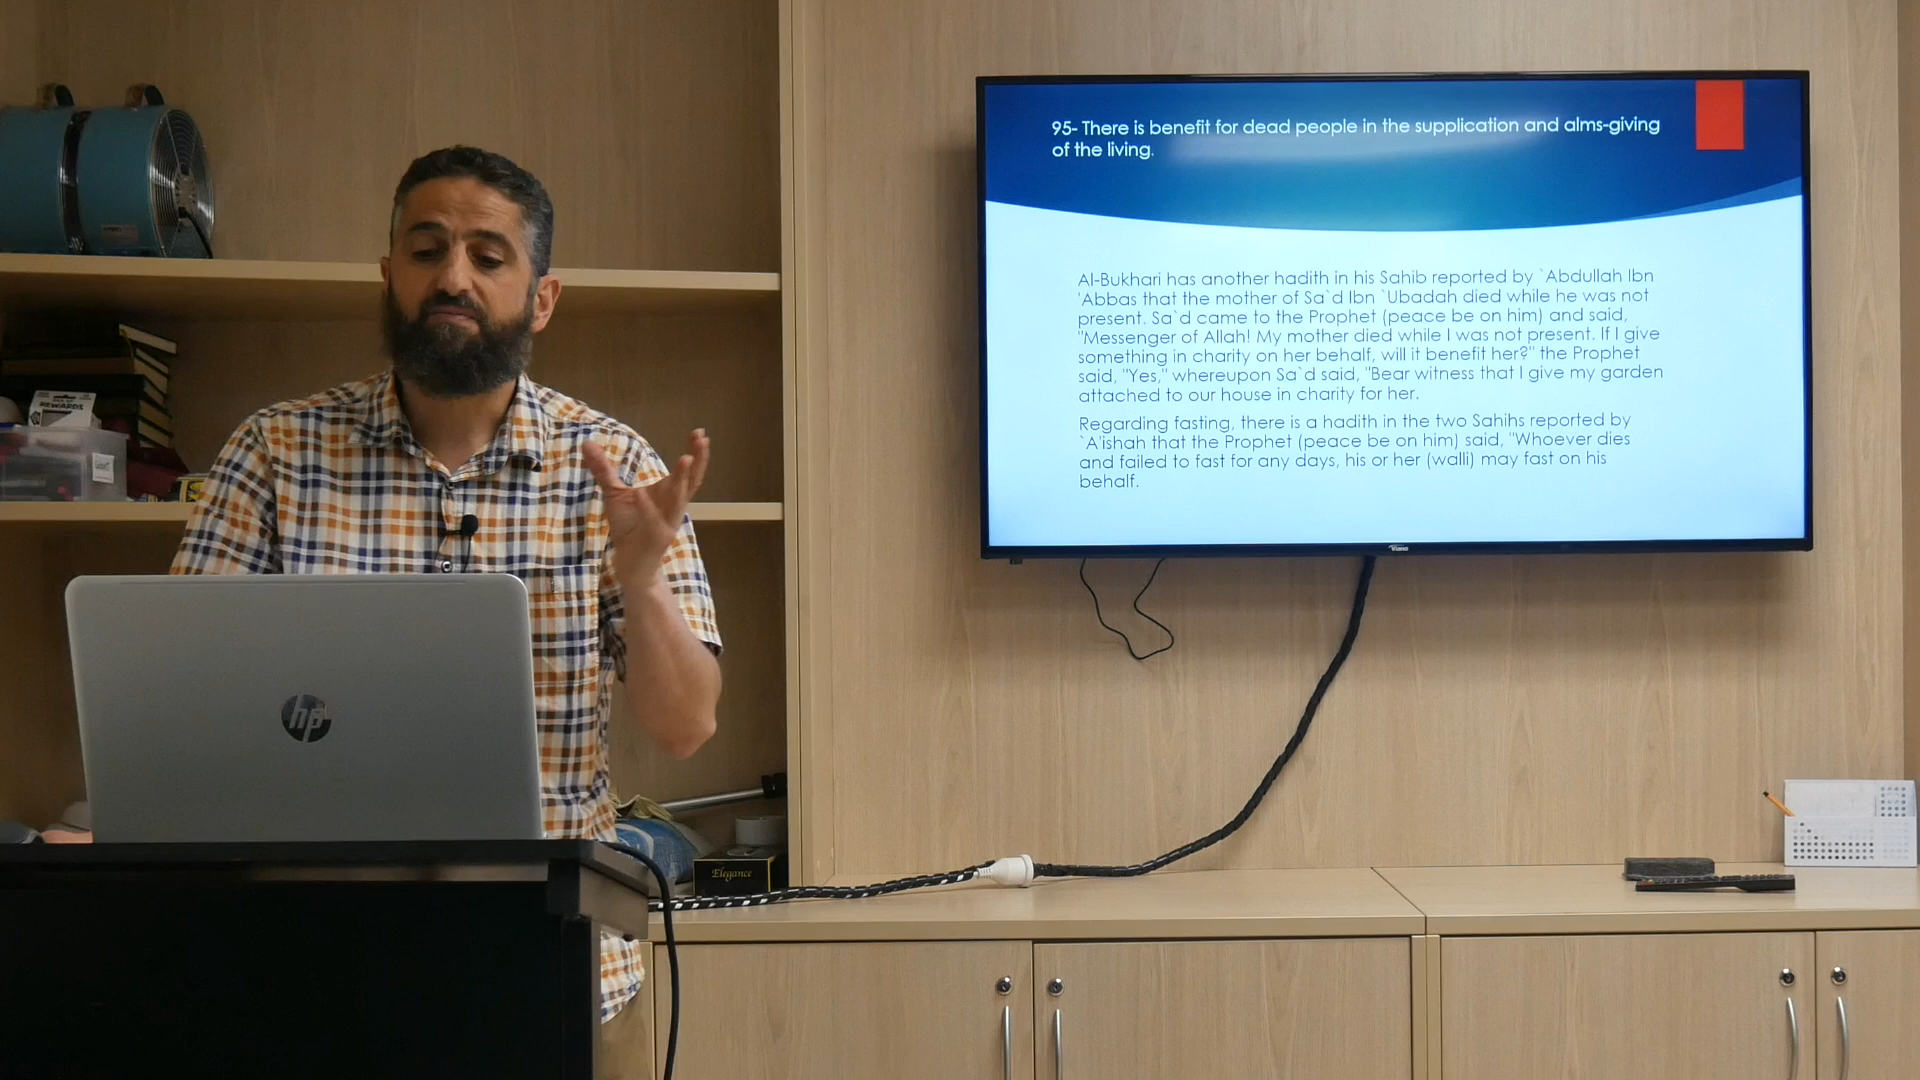 95- There is benefit for dead people in the supplication and alms-giving
of the living.
Al-Bukhari has another hadith in his Sahib reported by `Abdullah Ibn
'Abbas that the mother of Sa`d Ibn `Ubadah died while he was not
present. Sa`d came to the Prophet (peace be on him) and said,
"Messenger of Allah! My mother died while I was not present. If I give
something in charity on her behalf, will it benefit her?" the Prophet
said, "Yes," whereupon Sa`d said, "Bear witness that I give my garden
attached to our house in charity for her.
Regarding fasting, there is a hadith in the two Sahihs reported by
`A'ishah that the Prophet (peace be on him) said, "Whoever dies
and failed to fast for any days, his or her (walli) may fast on his
behalf.
Viano
REWARDS
hp
Elegance